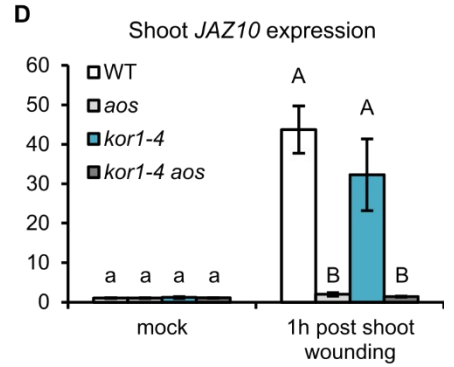 D
Shoot JAZ10 expression
60
50
40
30
20
10
0
WT
aos
kor1-4
kor1-4 aos
a a a a
A B A B
mock
1h post shoot
wounding